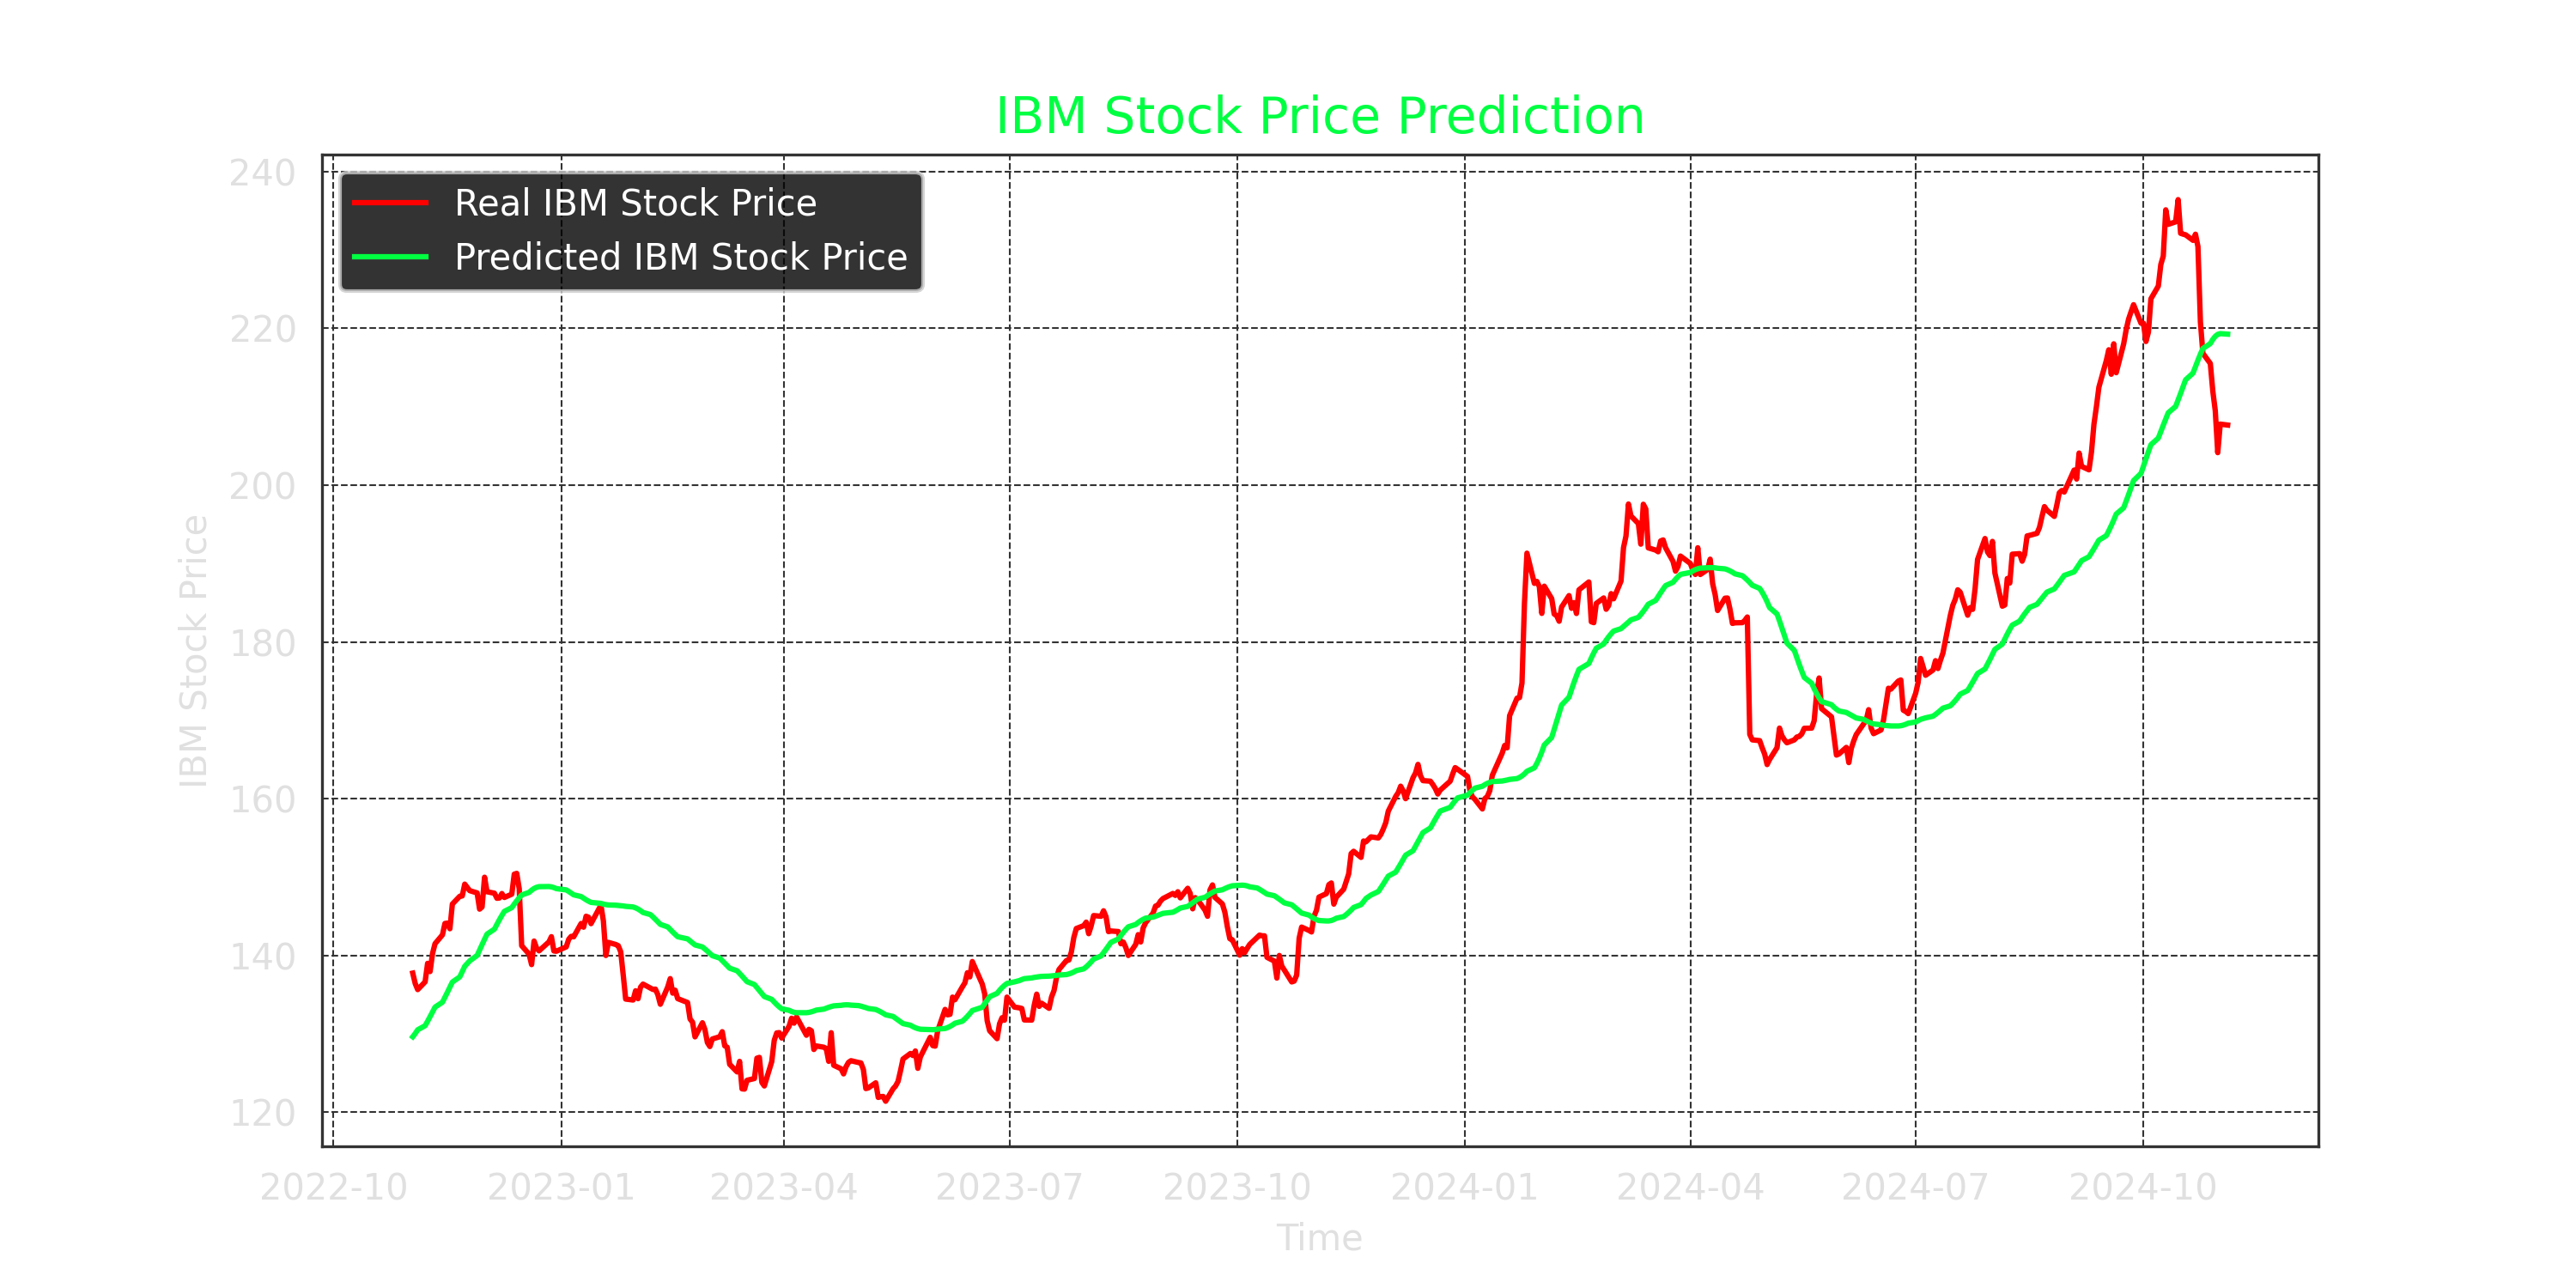 IBM Stock Price Prediction
240
Real IBM Stock Price
Predicted IBM Stock Price
220
200
IBM Stock Price
180
160
140
120
2022-10 2023-01 2023-04 2023-07 2023-10 2024-01 2024-04 2024-07 2024-10
Time